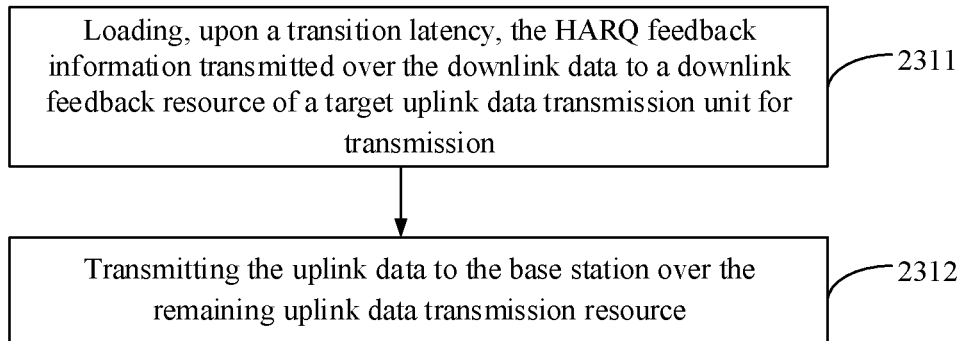 Loading, upon a transition latency, the HARQ feedback
information transmitted over the downlink data to a downlink
feedback resource of a target uplink data transmission unit for
transmission
2311
Transmitting the uplink data to the base station over the
remaining uplink data transmission resource
2312